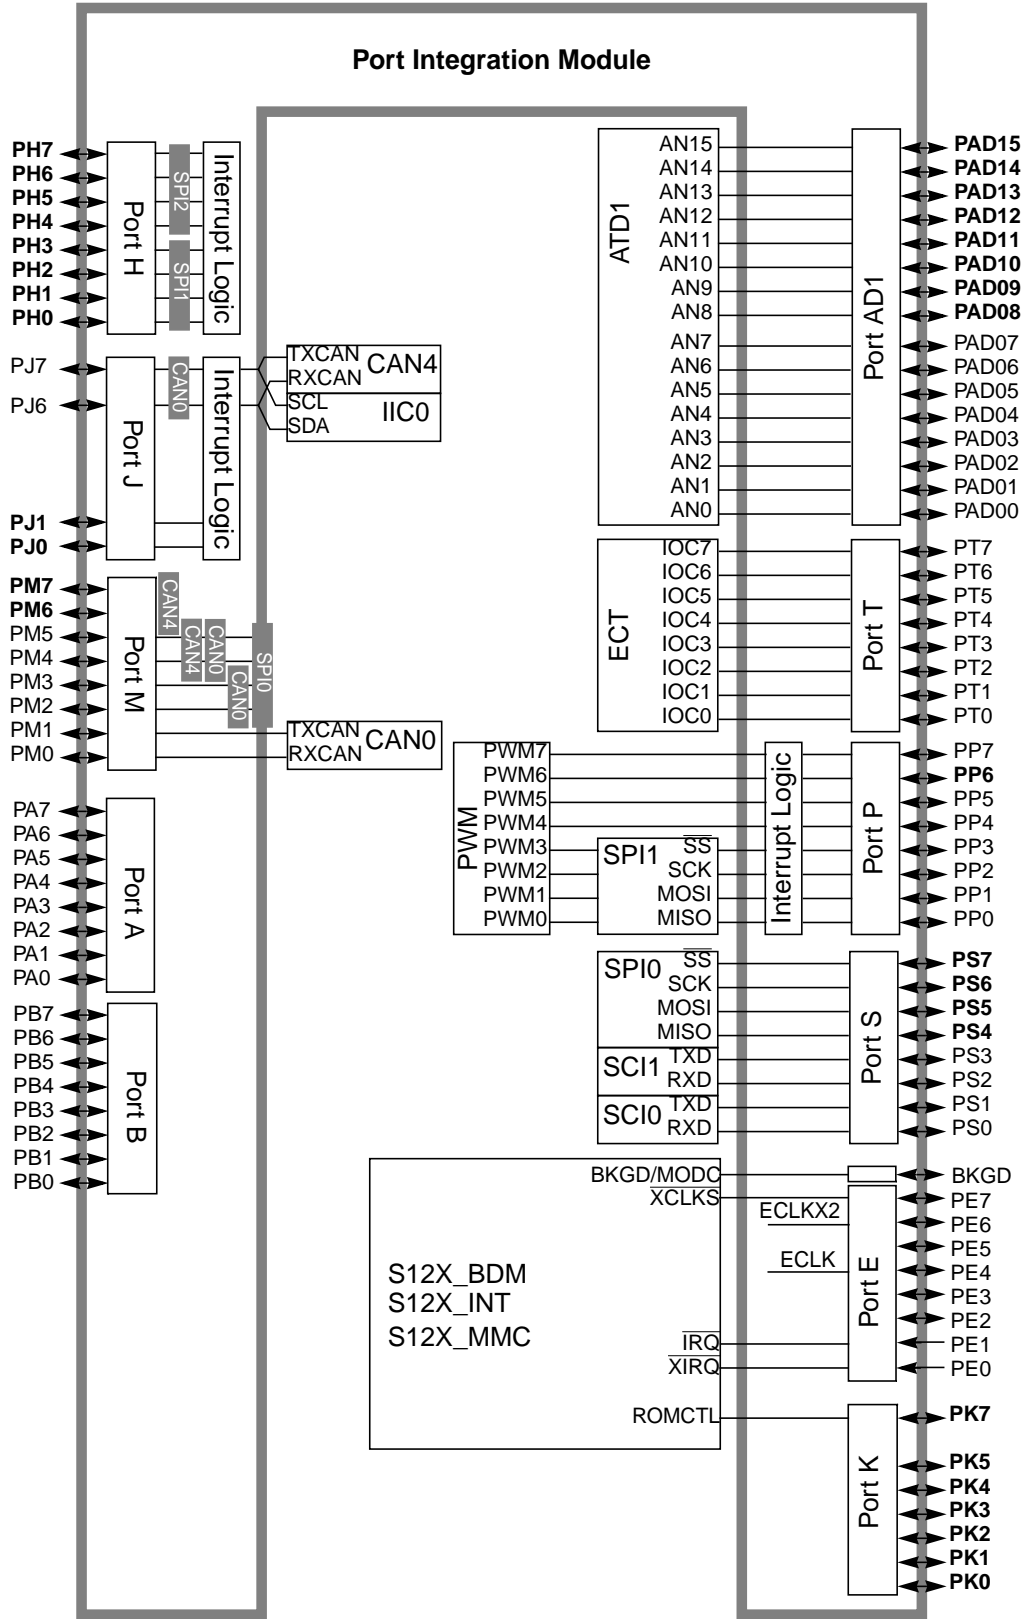 Port Integration Module
PH7
PH6
PH5
PH4
PH3
PH2
PH1
PH0
Port H
SPI2
SPI1
Interrupt Logic
PJ7
PJ6
PJ1
PJ0
Port J
CAN0
Interrupt Logic
TXCAN
RXCAN
CAN4
SCL
SDA
IIC0
PM7
PM6
PM5
PM4
PM3
PM2
PM1
PM0
Port M
CAN4
CAN4
CAN0
CAN0
SPI0
TXCAN
RXCAN
CAN0
PA7
PA6
PA5
PA4
PA3
PA2
PA1
PA0
Port A
PB7
PB6
PB5
PB4
PB3
PB2
PB1
PB0
Port B
ATD1
AN15
AN14
AN13
AN12
AN11
AN10
AN9
AN8
AN7
AN6
AN5
AN4
AN3
AN2
AN1
AN0
Port AD1
PAD15
PAD14
PAD13
PAD12
PAD11
PAD10
PAD09
PAD08
PAD07
PAD06
PAD05
PAD04
PAD03
PAD02
PAD01
PAD00
ECT
IOC7
IOC6
IOC5
IOC4
IOC3
IOC2
IOC1
IOC0
Port T
PT7
PT6
PT5
PT4
PT3
PT2
PT1
PT0
PWM
PWM7
PWM6
PWM5
PWM4
PWM3
PWM2
PWM1
PWM0
SPI1
SS
SCK
MOSI
MISO
Interrupt Logic
Port P
PP7
PP6
PP5
PP4
PP3
PP2
PP1
PP0
SPI0
SS
SCK
MOSI
MISO
SCI1
TXD
RXD
SCI0
TXD
RXD
Port S
PS7
PS6
PS5
PS4
PS3
PS2
PS1
PS0
S12X_BDM
S12X_INT
S12X_MMC
BKGD/MODC
XCLKS
IRQ
XIRQ
ROMCTL
ECLKX2
ECLK
BKGD
Port E
PE7
PE6
PE5
PE4
PE3
PE2
PE1
PE0
Port K
PK7
PK5
PK4
PK3
PK2
PK1
PK0